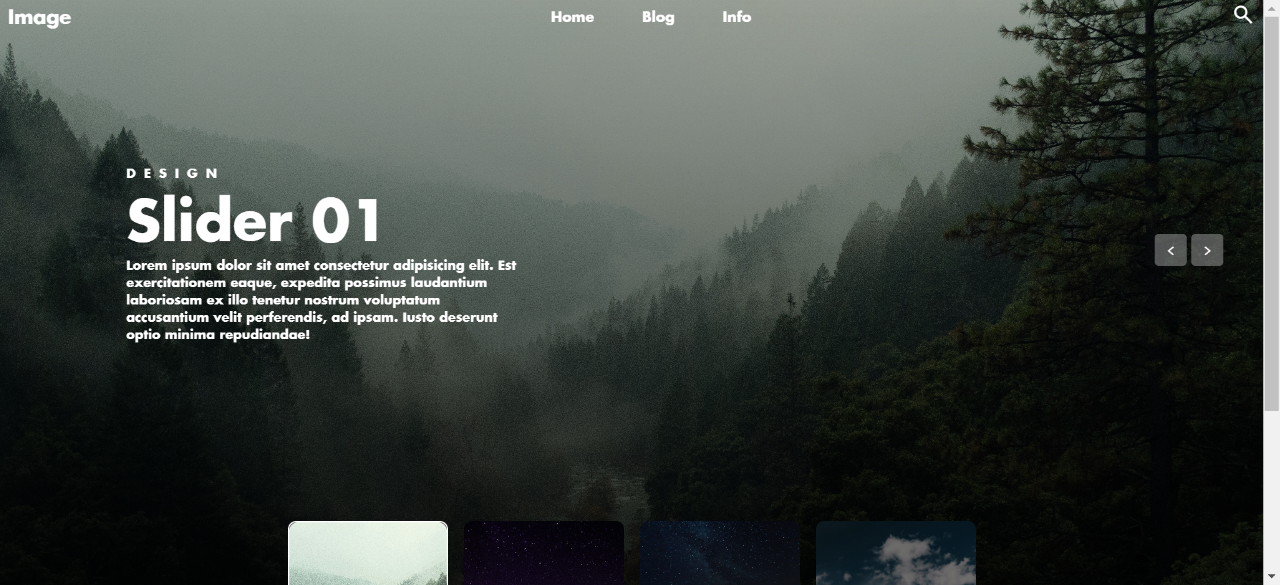 Image
Home Blog Info
DESIGN
Slider 01
Lorem ipsum dolor sit amet consectetur adipisicing elit. Est
exercitationem eaque, expedita possimus laudantium
laboriosam ex illo tenetur nostrum voluptatum
accusantium velit perferendis, ad ipsam. Iusto deserunt
optio minima repudiandae!
< >